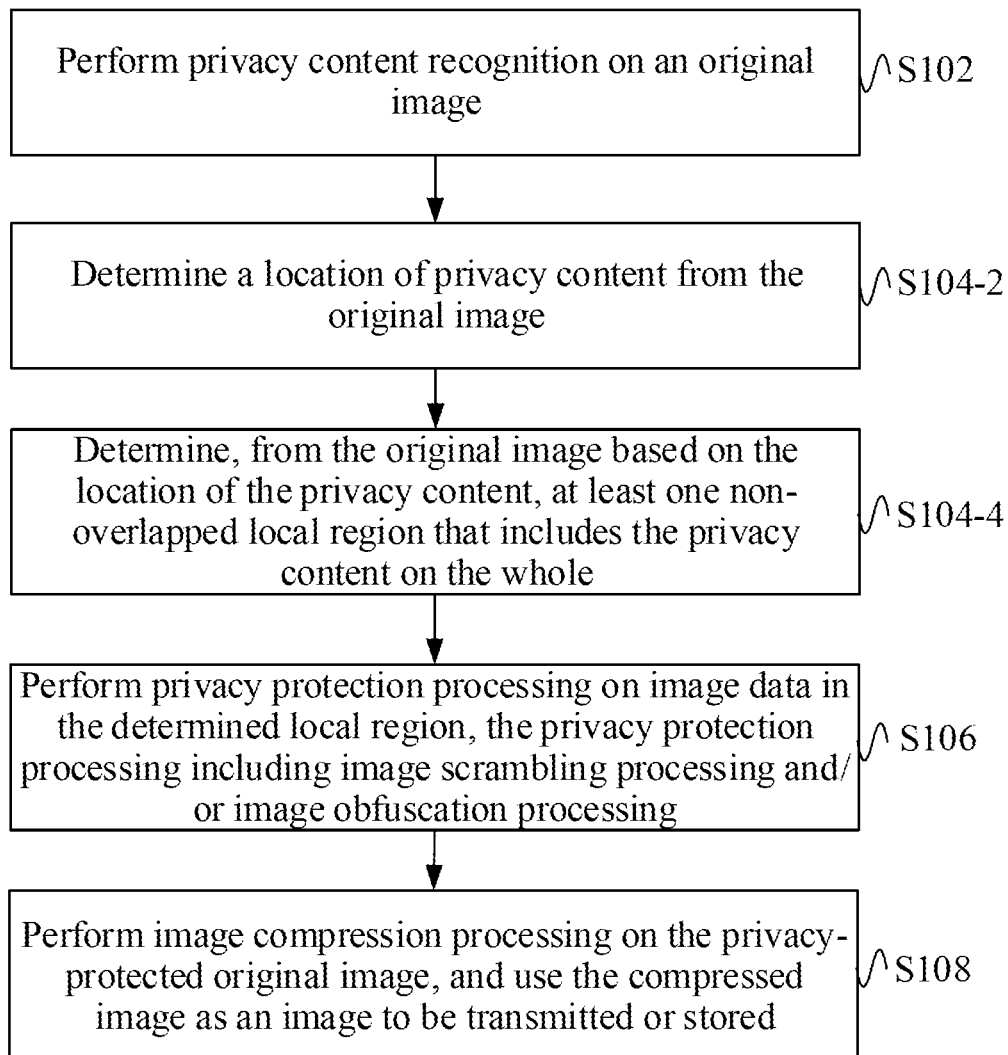 Perform privacy content recognition on an original
image
S102
Determine a location of privacy content from the
original image
S104-2
Determine, from the original image based on the
location of the privacy content, at least one non-
overlapped local region that includes the privacy
content on the whole
S104-4
Perform privacy protection processing on image data in
the determined local region, the privacy protection
processing including image scrambling processing and/
or image obfuscation processing
S106
Perform image compression processing on the privacy-
protected original image, and use the compressed
image as an image to be transmitted or stored
S108